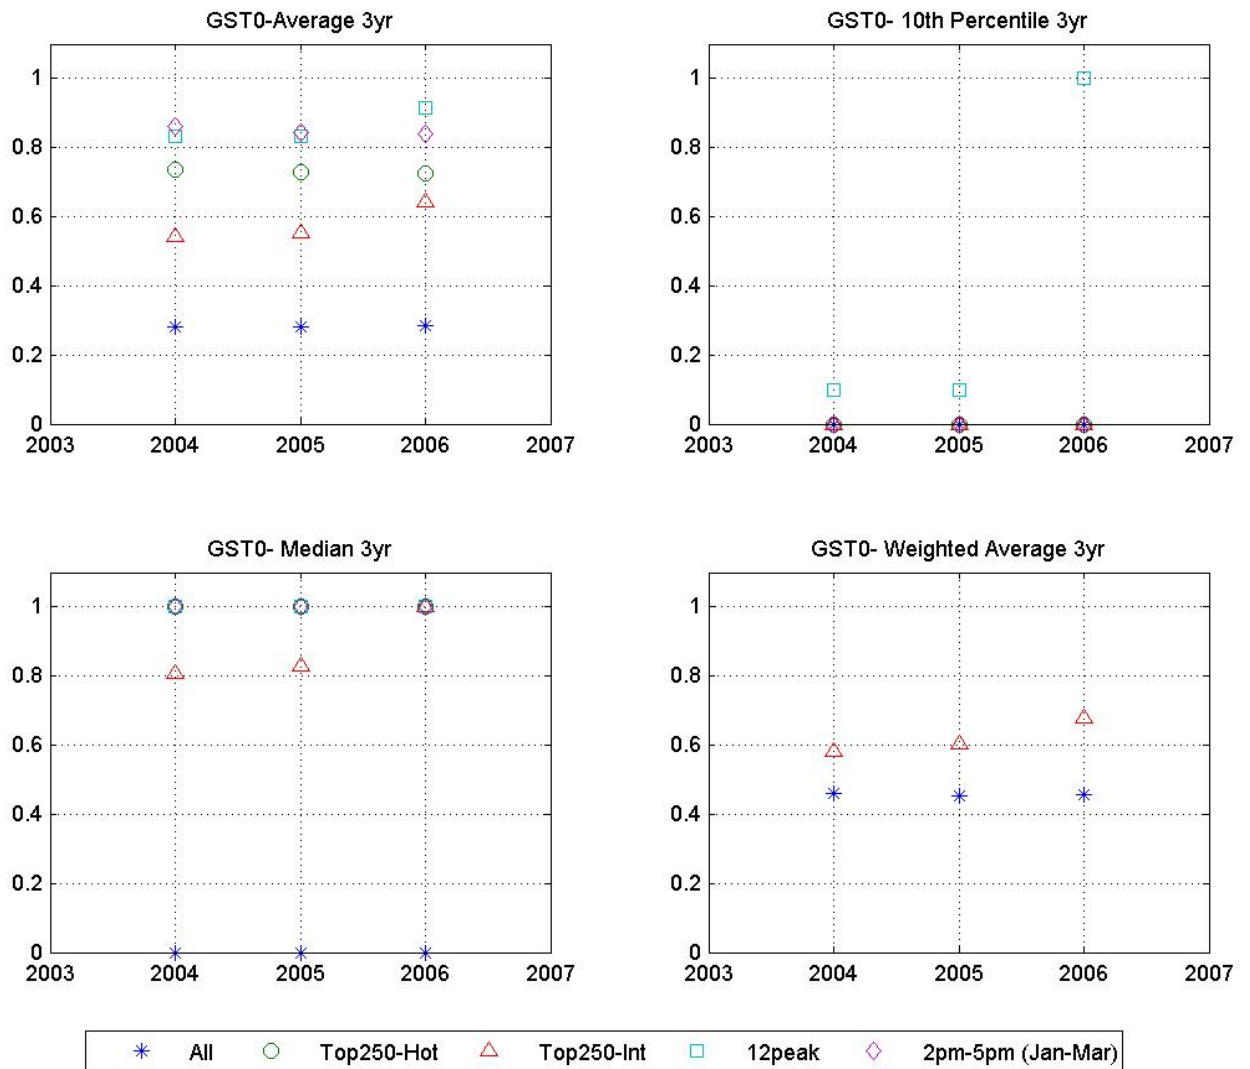 GST0-Average 3yr
1
0.8
0.6
0.4
0.2
0
2003 2004 2005 2006 2007
GST0- 10th Percentile 3yr
1
0.8
0.6
0.4
0.2
0
2003 2004 2005 2006 2007
GST0- Median 3yr
1
0.8
0.6
0.4
0.2
0
2003 2004 2005 2006 2007
GST0- Weighted Average 3yr
1
0.8
0.6
0.4
0.2
0
2003 2004 2005 2006 2007
All Top250-Hot Top250-Int 12peak 2pm-5pm (Jan-Mar)